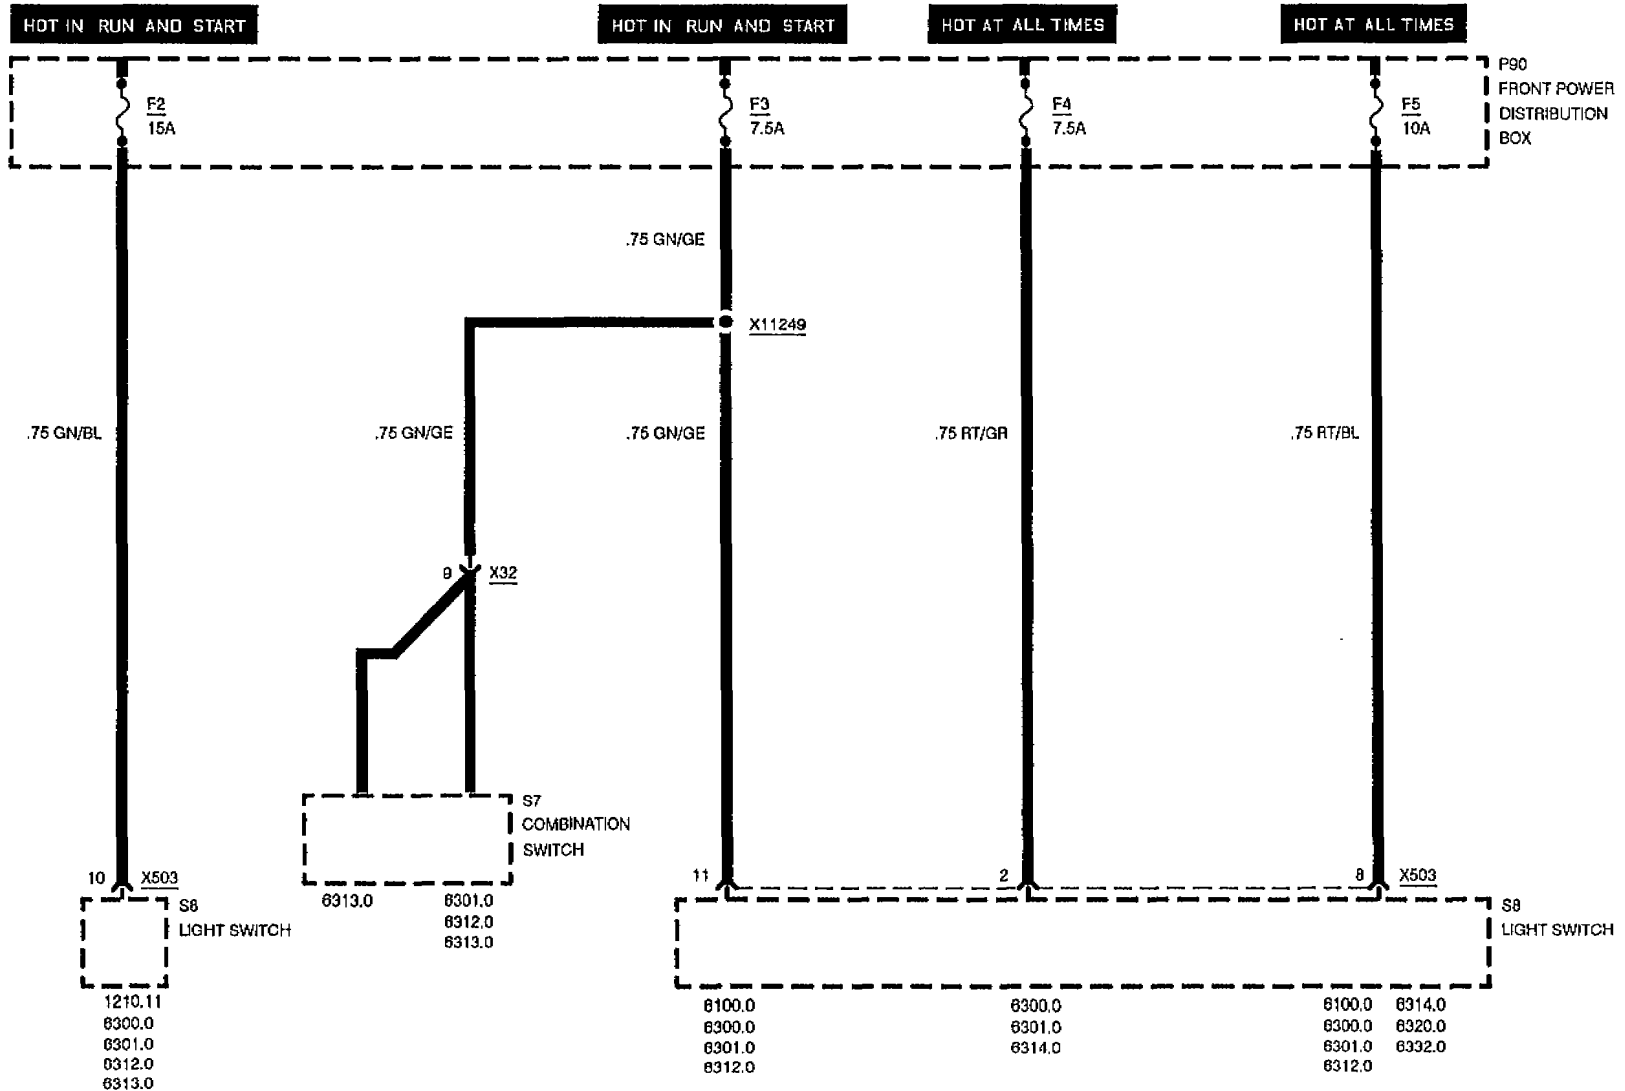 HOT IN RUN AND START
HOT IN RUN AND START
HOT AT ALL TIMES
HOT AT ALL TIMES
P90
FRONT POWER
DISTRIBUTION
BOX
F2
15A
F3
7.5A
F4
7.5A
F5
10A
.75 GN/GE
X11249
.75 GN/BL
.75 GN/GE
.75 GN/GE
.75 RT/GR
.75 RT/BL
9
X32
S7
COMBINATION
SWITCH
10
X503
11
2
8
X503
6313.0
6301.0
6312.0
6313.0
S8
LIGHT SWITCH
S8
LIGHT SWITCH
1210.11
6300.0
6301.0
6312.0
6313.0
6100.0
6300.0
6301.0
6312.0
6300.0
6301.0
6314.0
6100.0 6314.0
6300.0 6320.0
6301.0 6332.0
6312.0